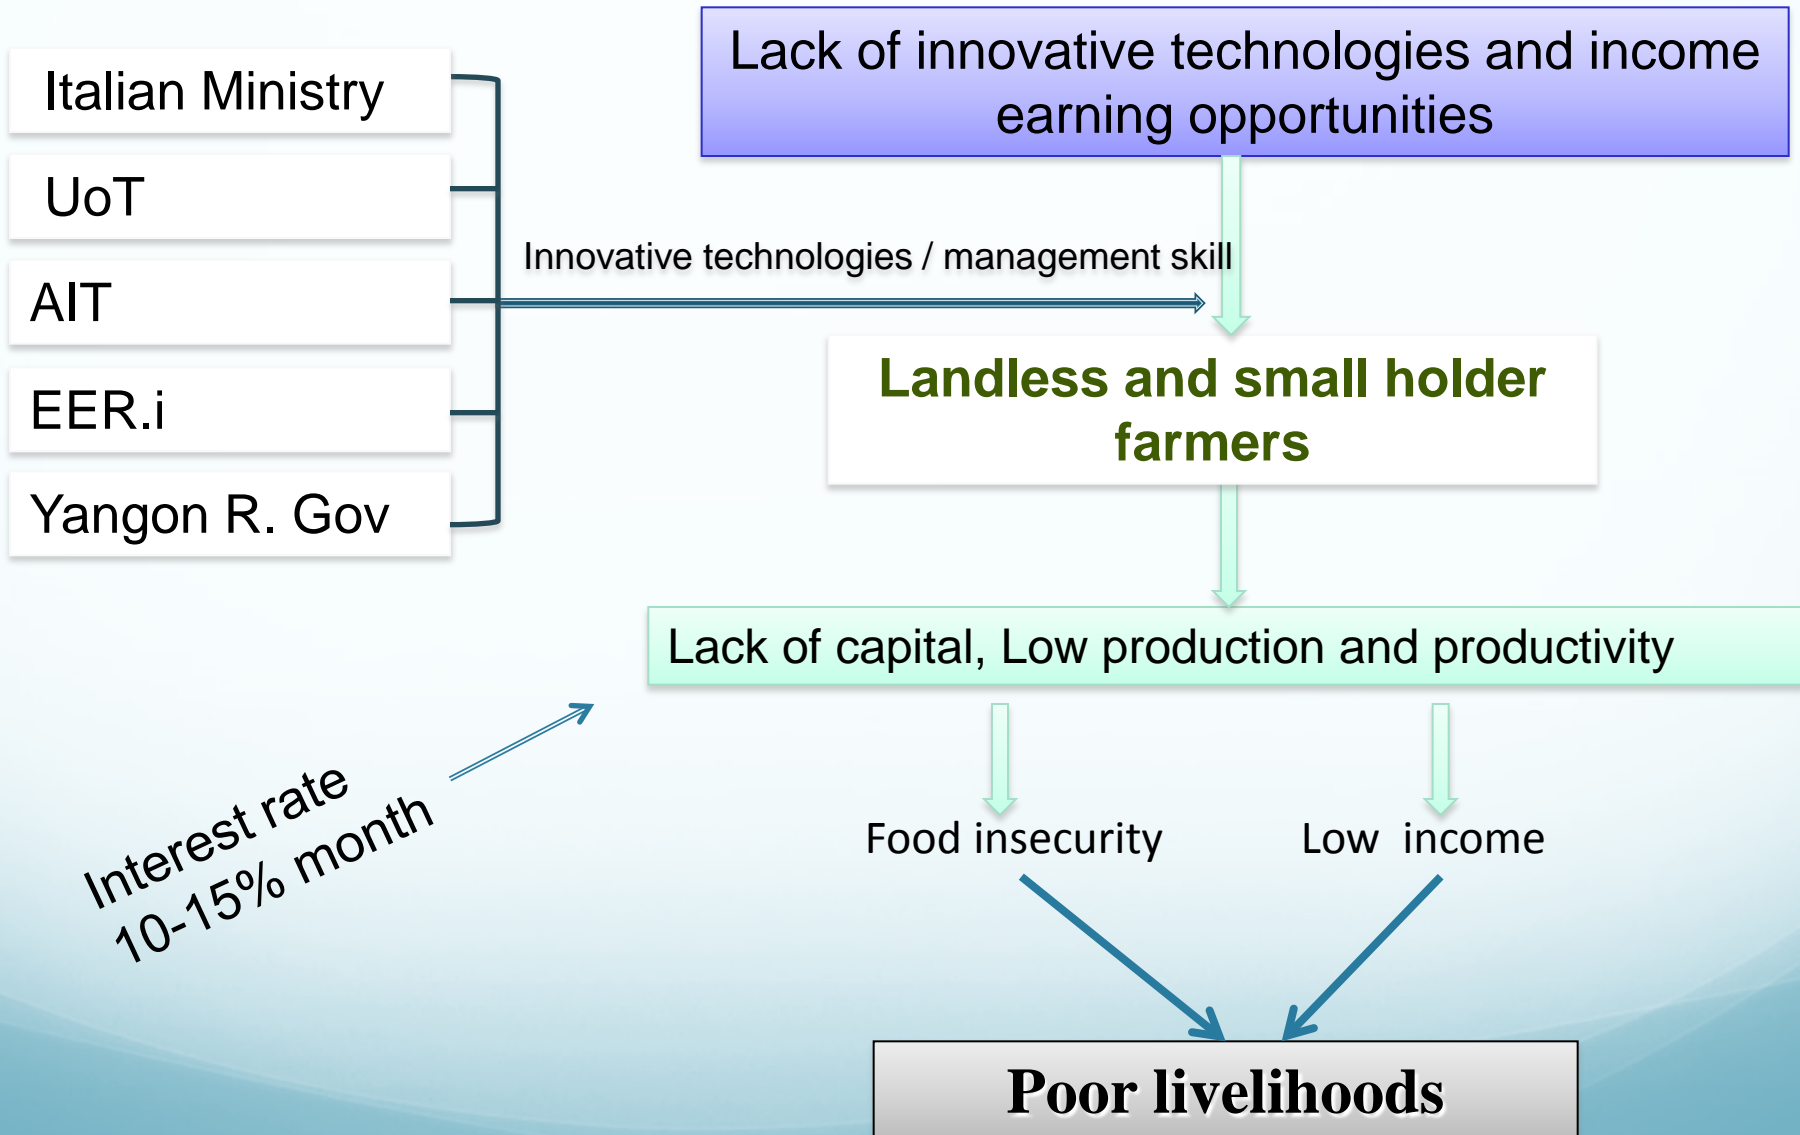 Italian Ministry
UoT
AIT
EER.i
Yangon R. Gov
Lack of innovative technologies and income
earning opportunities
Innovative technologies / management skill
Landless and small holder
farmers
Lack of capital, Low production and productivity
Interest rate
10-15% month
Food insecurity
Low income
Poor livelihoods